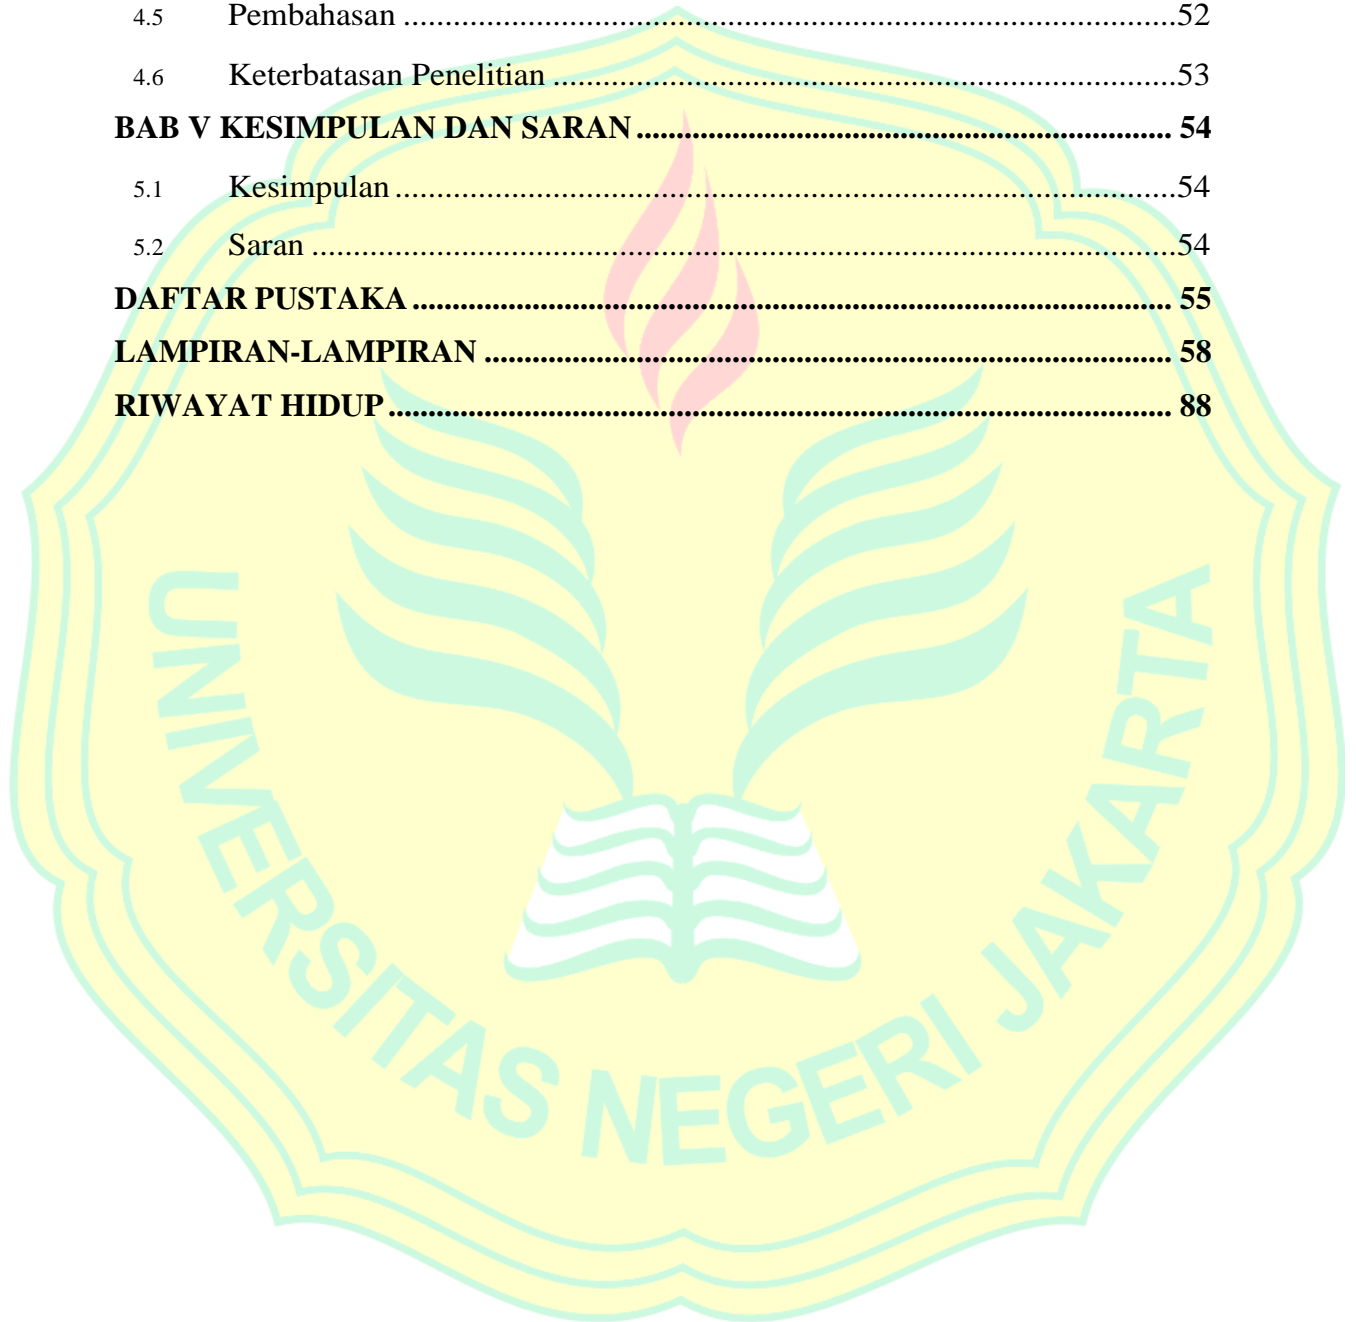 4.5 Pembahasan ................................................................................................52
4.6 Keterbatasan Penelitian .............................................................................53
BAB V KESIMPULAN DAN SARAN ................................................................... 54
5.1 Kesimpulan .................................................................................................54
5.2 Saran ............................................................................................................54
DAFTAR PUSTAKA ............................................................................................... 55
LAMPIRAN-LAMPIRAN ...................................................................................... 58
RIWAYAT HIDUP .................................................................................................. 88
UNIVERSITAS NEGERI JAKARTA